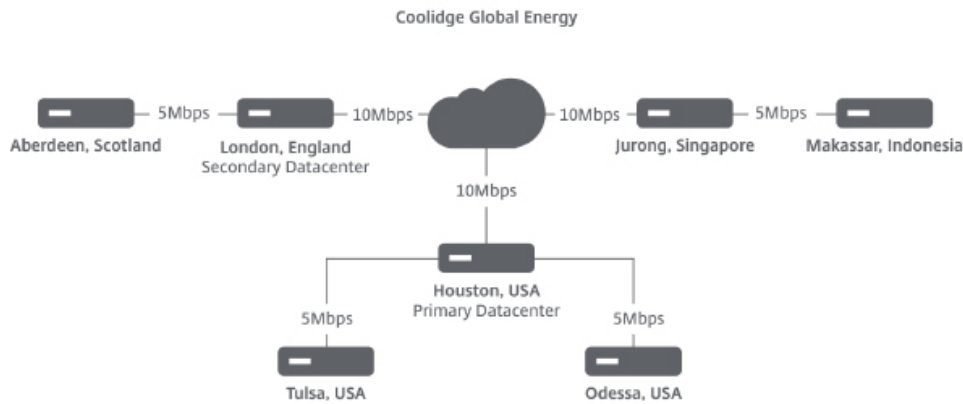 Coolidge Global Energy
5Mbps
10Mbps
10Mbps
5Mbps
Aberdeen, Scotland
London, England
Secondary Datacenter
Jurong, Singapore
Makassar, Indonesia
10Mbps
Houston, USA
Primary Datacenter
5Mbps
5Mbps
Tulsa, USA
Odessa, USA